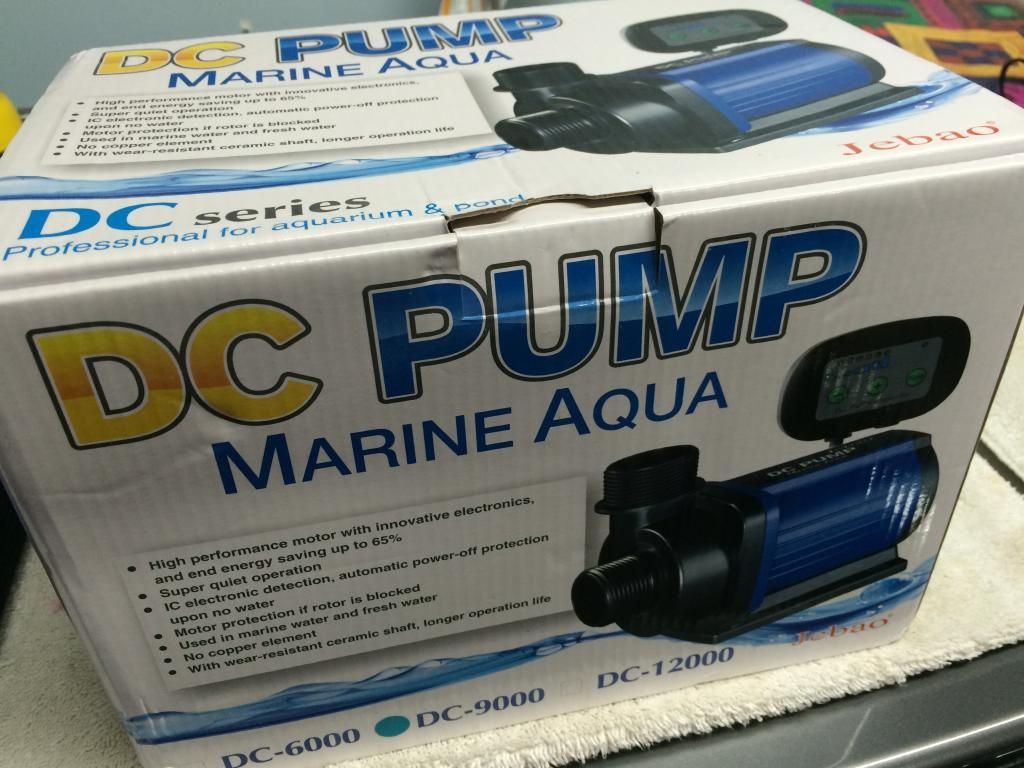 DC PUMP
MARINE AQUA
• High performance motor with innovative electronics,
and end energy saving up to 65%
• Super quiet operation
• IC electronic detection, automatic power-off protection
upon no water
• Motor protection if rotor is blocked
• Used in marine water and fresh water
• No copper element
• With wear-resistant ceramic shaft, longer operation life
Jebao®
DC series
Professional for aquarium & pond
DC PUMP
MARINE AQUA
DC PUMP
• High performance motor with innovative electronics,
and end energy saving up to 65%
• Super quiet operation
• IC electronic detection, automatic power-off protection
upon no water
• Motor protection if rotor is blocked
• Used in marine water and fresh water
• No copper element
• With wear-resistant ceramic shaft, longer operation life
Jebao®
DC-6000 DC-9000 DC-12000